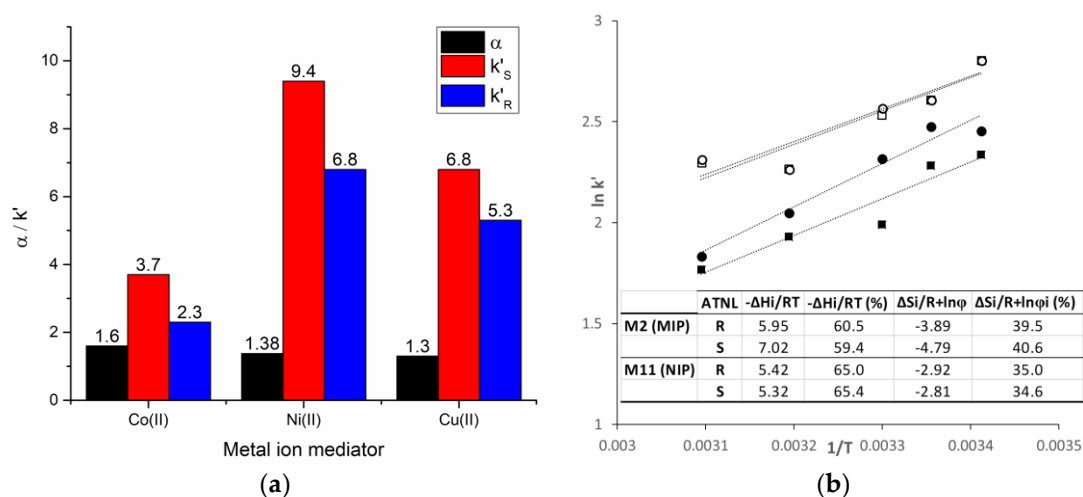 α
k'S
k'R
α / k'
10
8
6
4
2
0
1.6
3.7
2.3
1.38
9.4
6.8
1.3
6.8
5.3
Co(II)
Ni(II)
Cu(II)
Metal ion mediator
(a)
ln k'
3
2.5
2
1.5
1
ATNL -ΔHi/RT -ΔHi/RT (%) ΔSi/R+lnφ ΔSi/R+lnφi (%)
M2 (MIP) R 5.95 60.5 -3.89 39.5
S 7.02 59.4 -4.79 40.6
M11 (NIP) R 5.42 65.0 -2.92 35.0
S 5.32 65.4 -2.81 34.6
0.003 0.0031 0.0032 0.0033 0.0034 0.0035
1/T
(b)